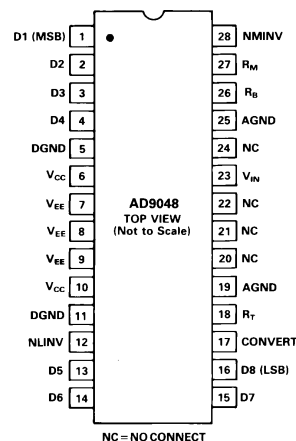 D1 (MSB) 1 28 NMINV
D2 2 27 RM
D3 3 26 RB
D4 4 25 AGND
DGND 5 24 NC
VCC 6 23 VIN
VEE 7 22 NC
VEE 8 21 NC
VEE 9 20 NC
VCC 10 19 AGND
DGND 11 18 RT
NLINV 12 17 CONVERT
D5 13 16 D8 (LSB)
D6 14 15 D7
AD9048
TOP VIEW
(Not to Scale)
NC = NO CONNECT